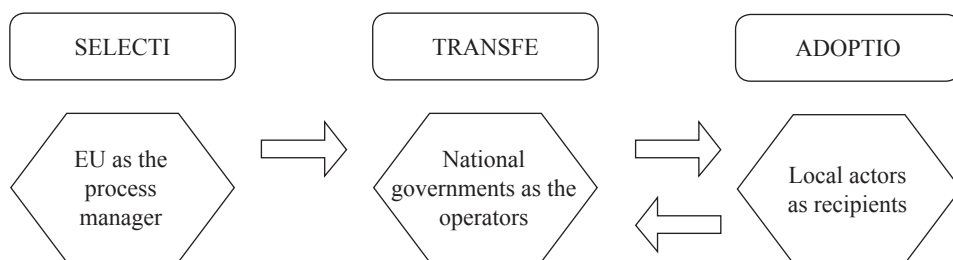 SELECTI
TRANSFE
ADOPTIO
EU as the
process
manager
National
governments as the
operators
Local actors
as recipients